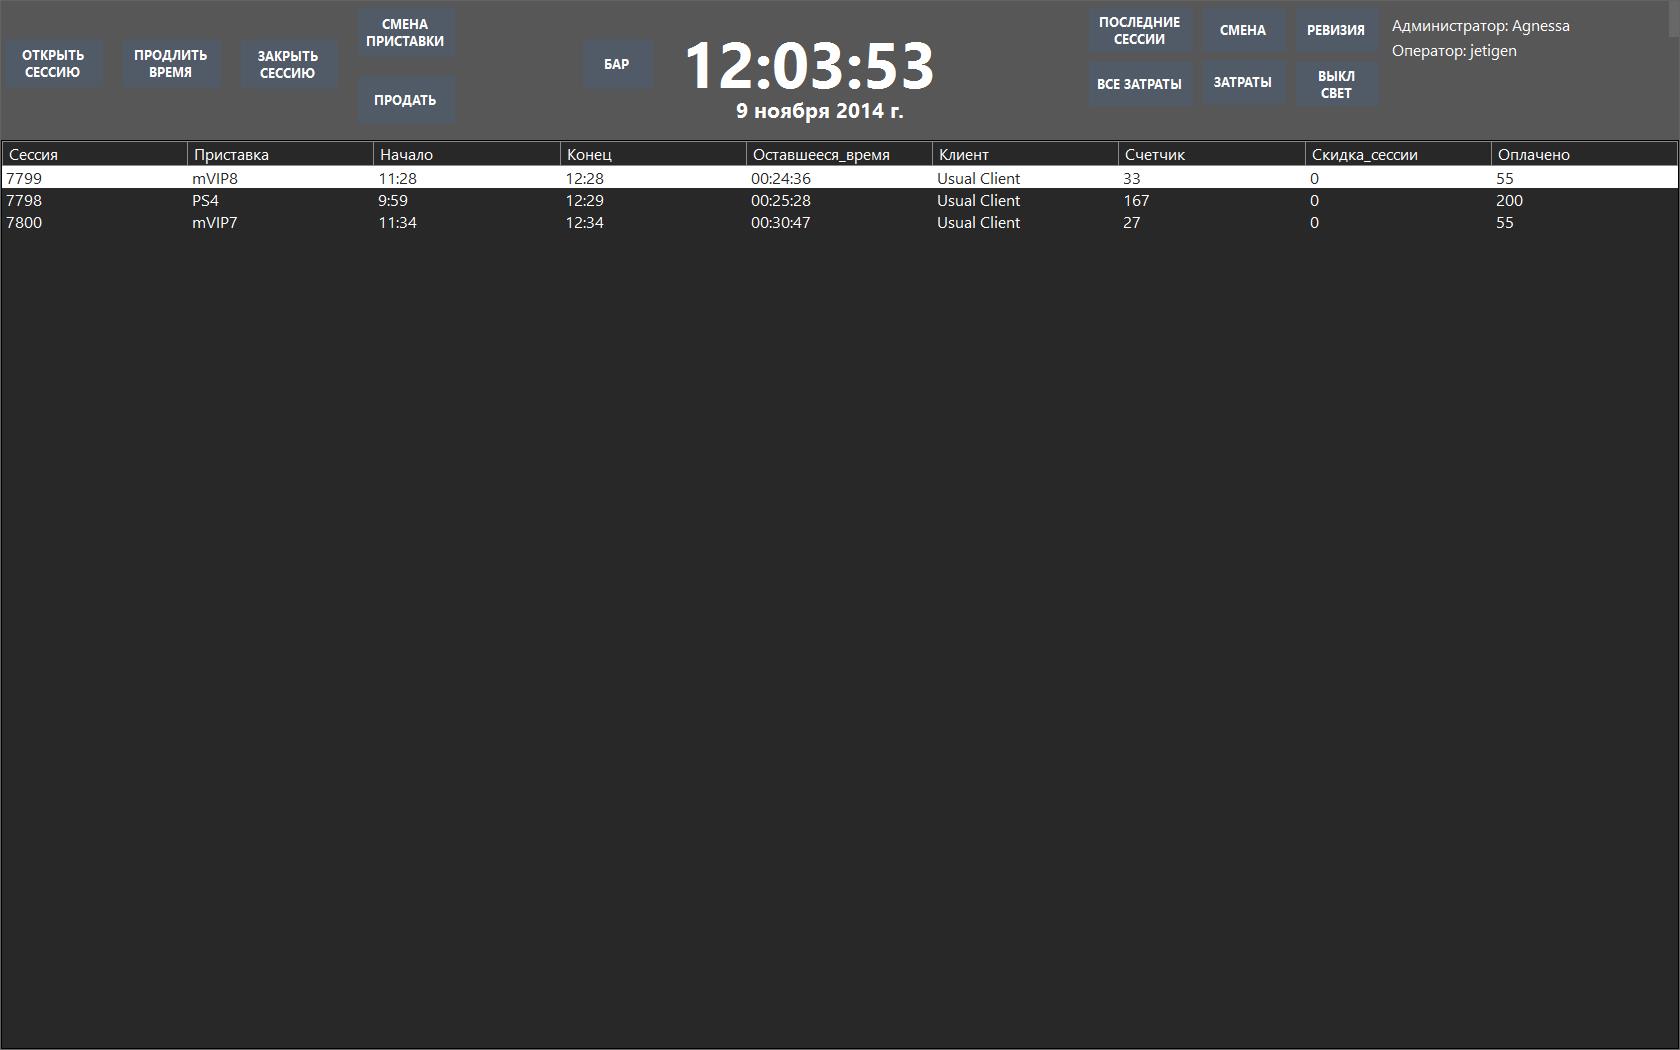 ОТКРЫТЬ
СЕССИЮ
ПРОДЛИТЬ
ВРЕМЯ
ЗАКРЫТЬ
СЕССИЮ
СМЕНА
ПРИСТАВКИ
ПРОДАТЬ
БАР
12:03:53
9 ноября 2014 г.
ПОСЛЕДНИЕ
СЕССИИ
СМЕНА
РЕВИЗИЯ
ВСЕ ЗАТРАТЫ
ЗАТРАТЫ
ВЫКЛ
СВЕТ
Администратор: Agnessa
Оператор: jetigen
Сессия Приставка Начало Конец Оставшееся_время Клиент Счетчик Скидка_сессии Оплачено
7799 mVIP8 11:28 12:28 00:24:36 Usual Client 33 0 55
7798 PS4 9:59 12:29 00:25:28 Usual Client 167 0 200
7800 mVIP7 11:34 12:34 00:30:47 Usual Client 27 0 55